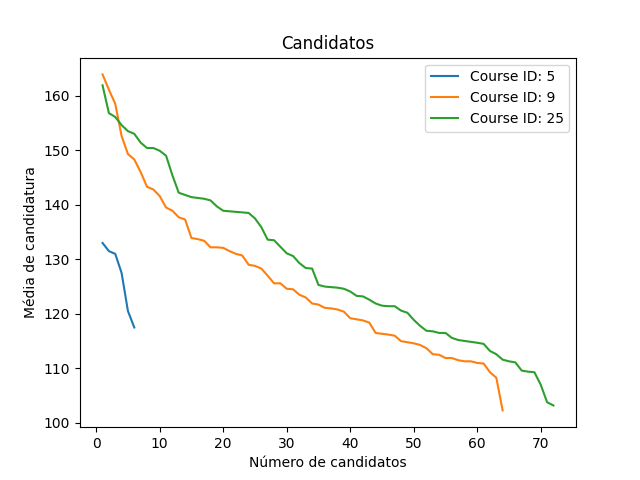 Candidatos
Course ID: 5
Course ID: 9
Course ID: 25
Média de candidatura
160
150
140
130
120
110
100
0 10 20 30 40 50 60 70
Número de candidatos